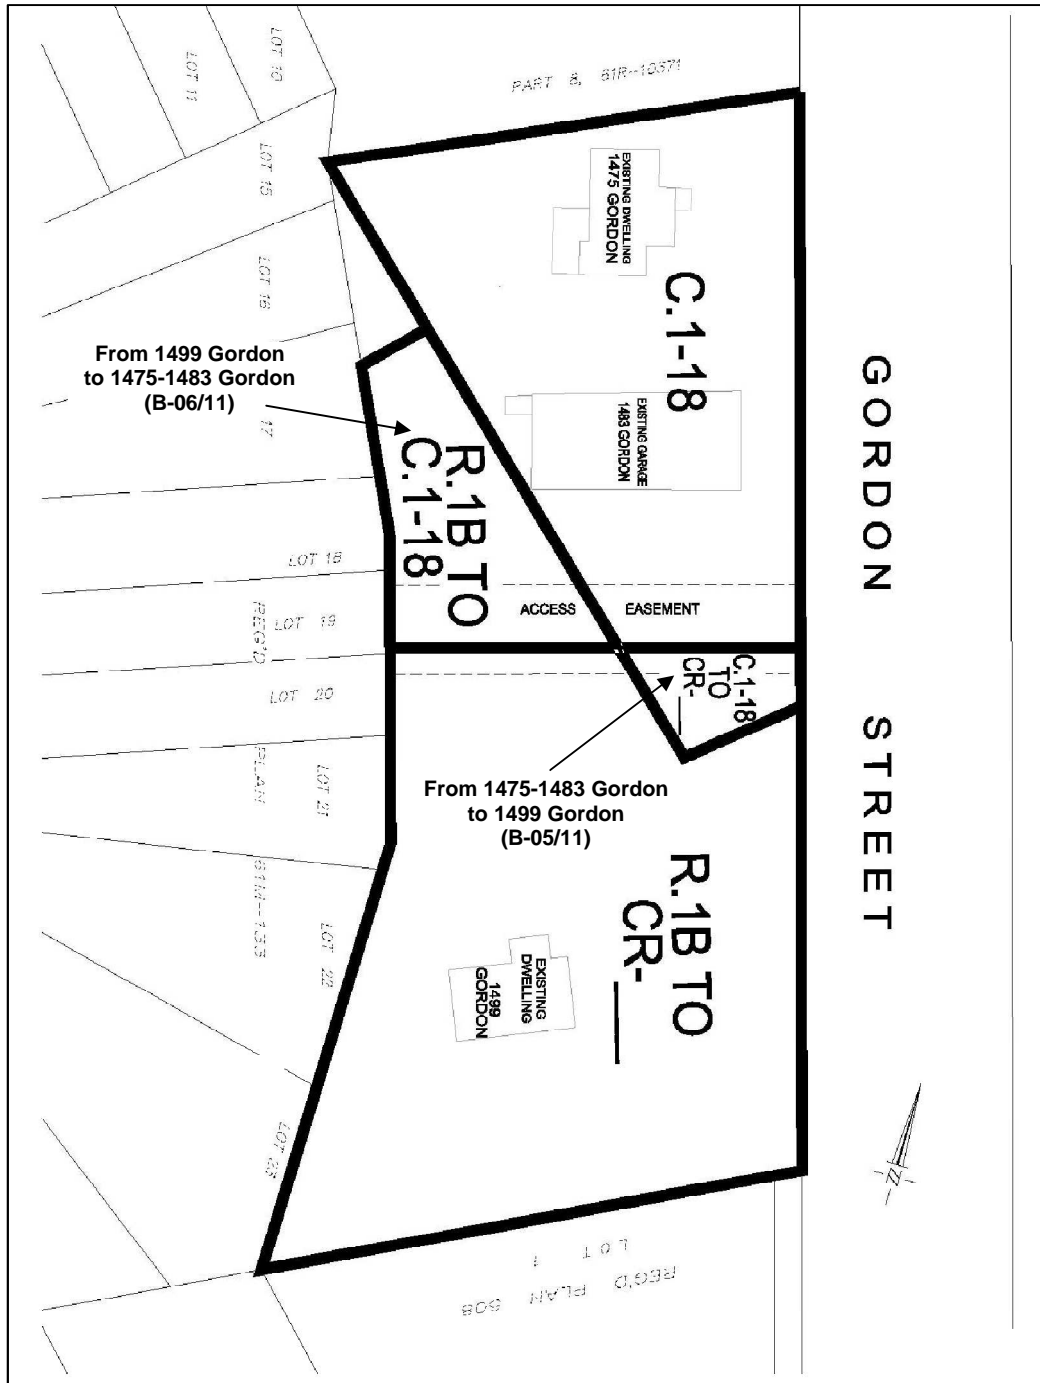 PART 8, 61R-10371
LOT 10
LOT 11
LOT 15
LOT 16
17
LOT 18
LOT 19
LOT 20
LOT 21
LOT 22
LOT 23
REG'D PLAN 61M-133
EXISTING DWELLING
1475 GORDON
C.1-18
EXISTING GARAGE
1483 GORDON
From 1499 Gordon
to 1475-1483 Gordon
(B-06/11)
R.1B TO
C.1-18
ACCESS EASEMENT
C.1-18
TO
CR-
From 1475-1483 Gordon
to 1499 Gordon
(B-05/11)
R.1B TO
CR-
EXISTING
DWELLING
1499
GORDON
GORDON STREET
N
LOT 1
REG'D PLAN 508